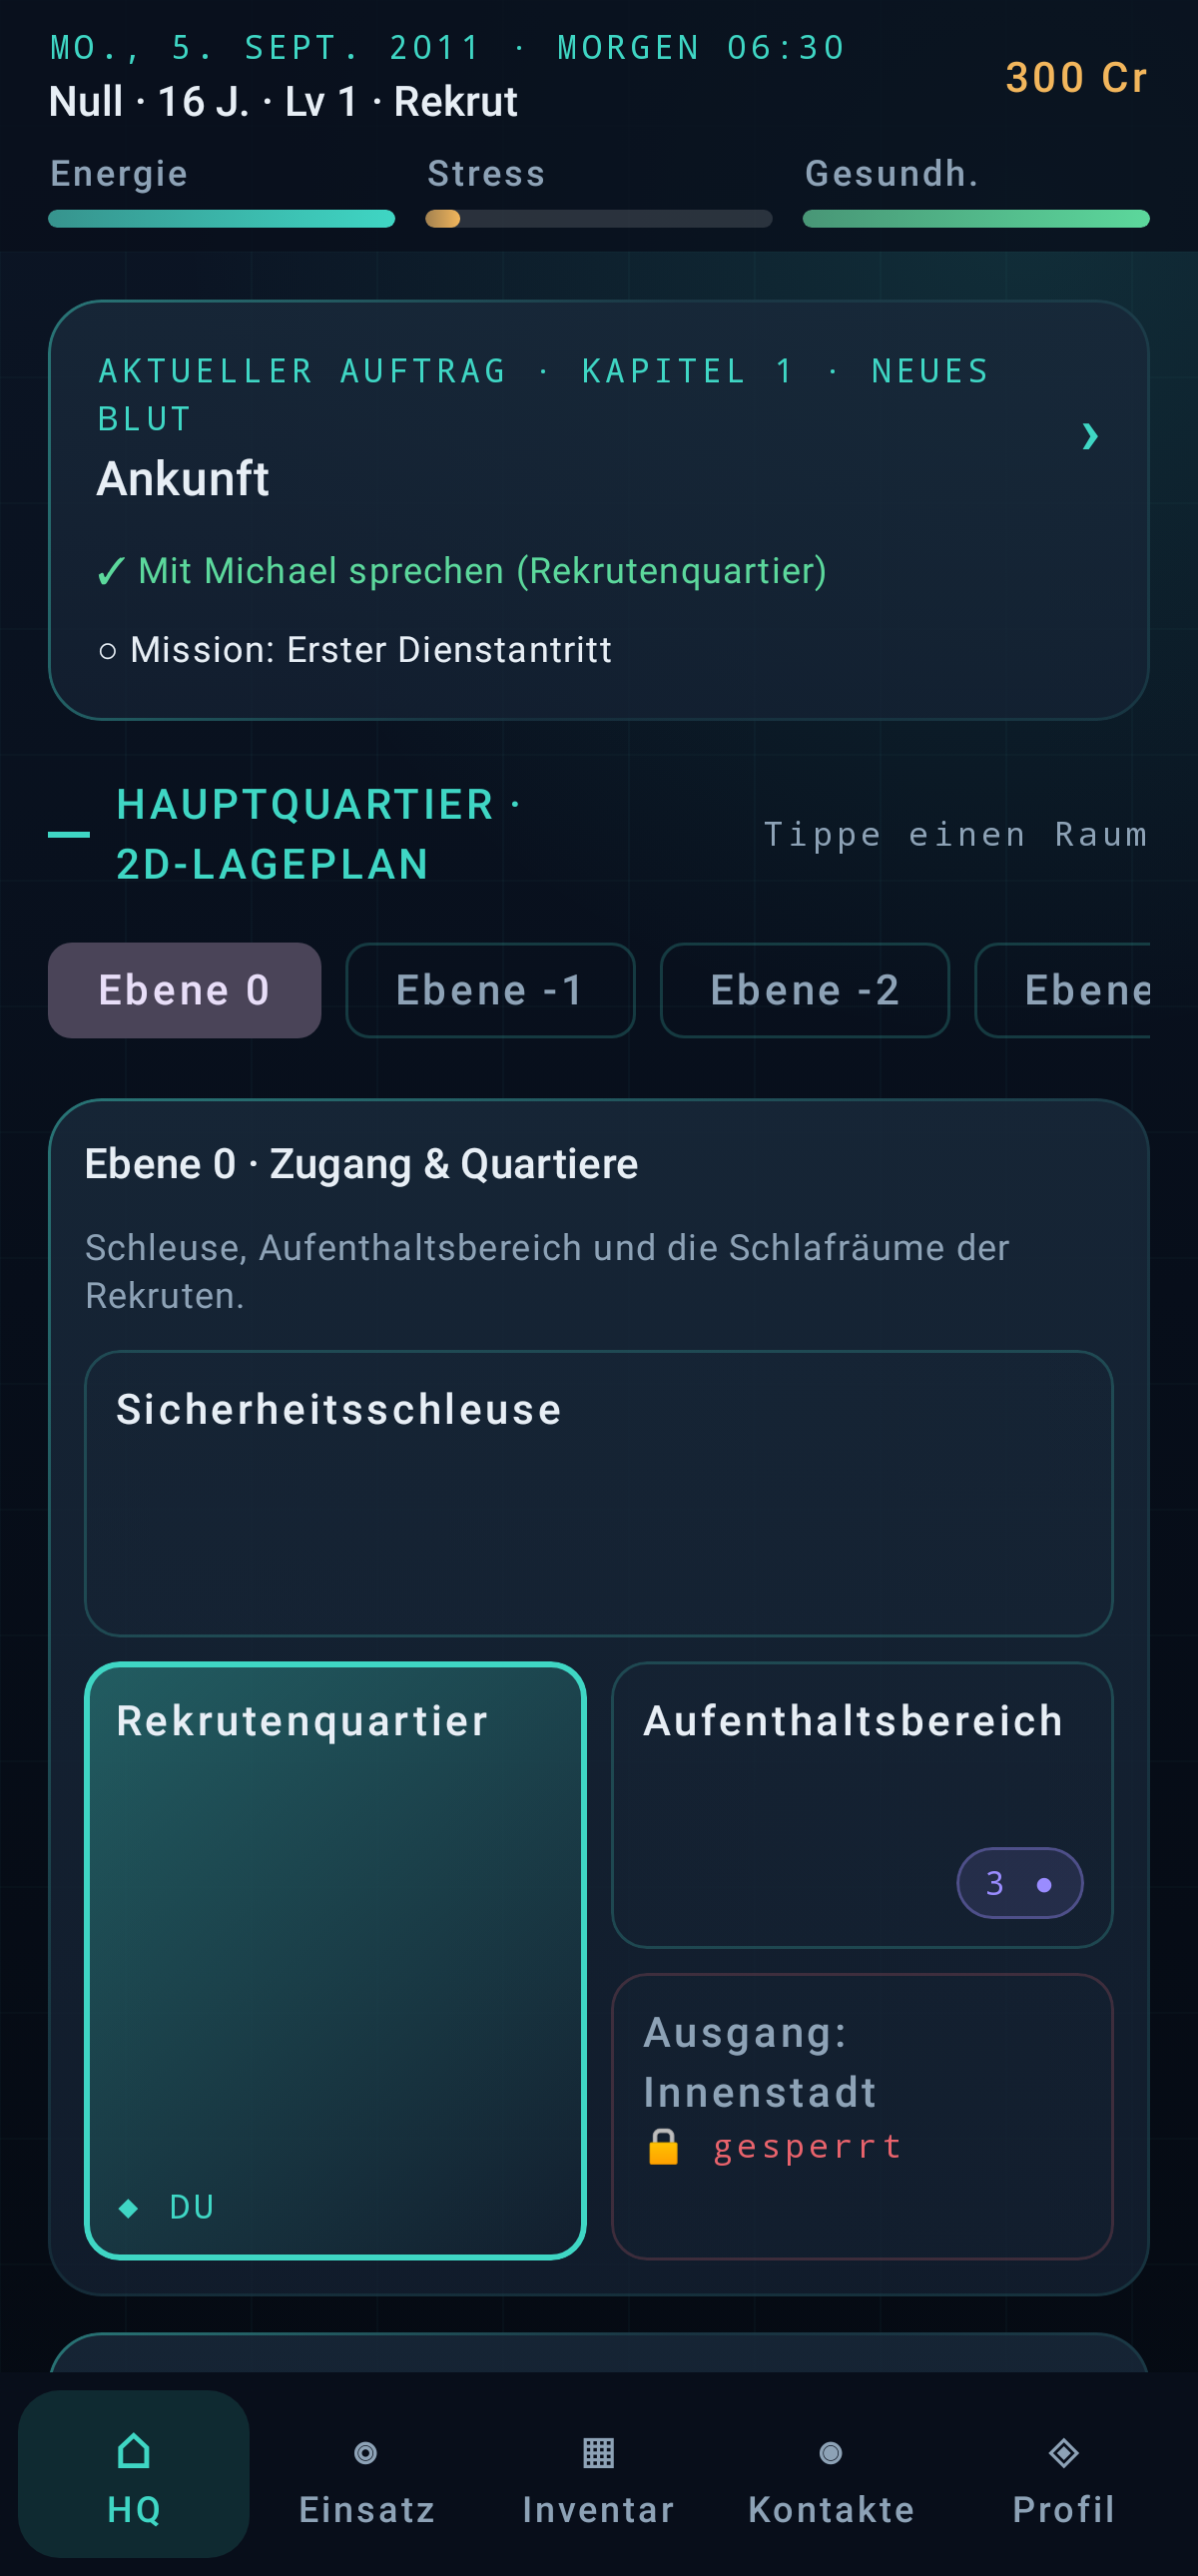 MO., 5. SEPT. 2011 · MORGEN 06:30
Null · 16 J. · Lv 1 · Rekrut
300 Cr
Energie
Stress
Gesundh.
AKTUELLER AUFTRAG · KAPITEL 1 · NEUES
BLUT
Ankunft
›
✓ Mit Michael sprechen (Rekrutenquartier)
○ Mission: Erster Dienstantritt
HAUPTQUARTIER ·
2D-LAGEPLAN
Tippe einen Raum
Ebene 0
Ebene -1
Ebene -2
Ebene
Ebene 0 · Zugang & Quartiere
Schleuse, Aufenthaltsbereich und die Schlafräume der
Rekruten.
Sicherheitsschleuse
Rekrutenquartier
Aufenthaltsbereich
3 ●
Ausgang:
Innenstadt
🔒 gesperrt
◆ DU
HQ
Einsatz
Inventar
Kontakte
Profil